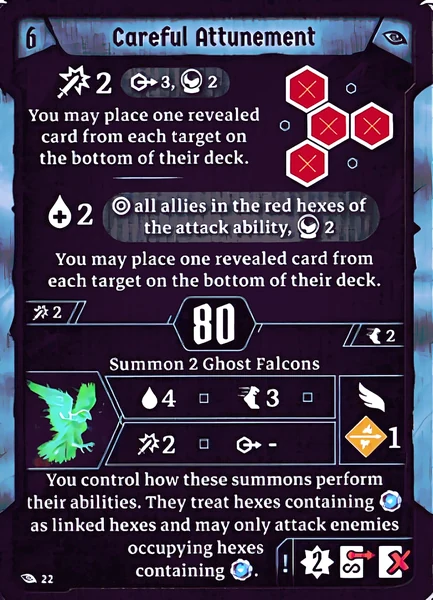 6 Careful Attunement
2 3, 2
You may place one revealed
card from each target on
the bottom of their deck.
2 all allies in the red hexes of
the attack ability, 2
You may place one revealed card from
each target on the bottom of their deck.
2 80 2
Summon 2 Ghost Falcons
4 3
2 - 1
You control how these summons perform
their abilities. They treat hexes containing
as linked hexes and may only attack enemies
occupying hexes
containing .
! 2
22